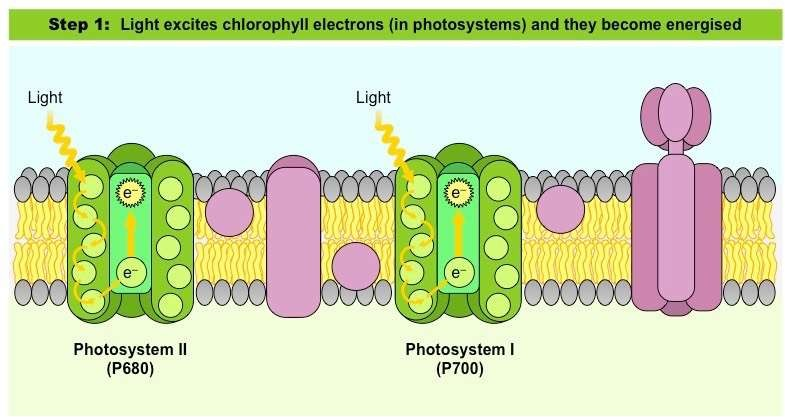 Step 1: Light excites chlorophyll electrons (in photosystems) and they become energised
Light
Light
e⁻
e⁻
e⁻
e⁻
Photosystem II
(P680)
Photosystem I
(P700)